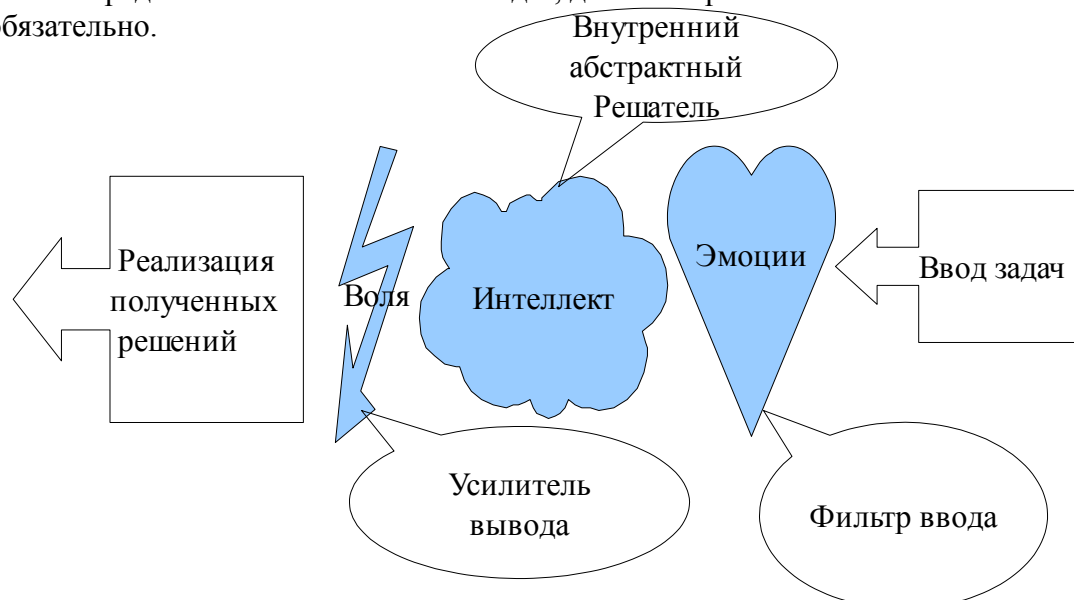 обязательно.
Внутренний
абстрактный
Решатель
Эмоции
Ввод задач
Реализация
полученных
решений
Воля
Интеллект
Усилитель
вывода
Фильтр ввода